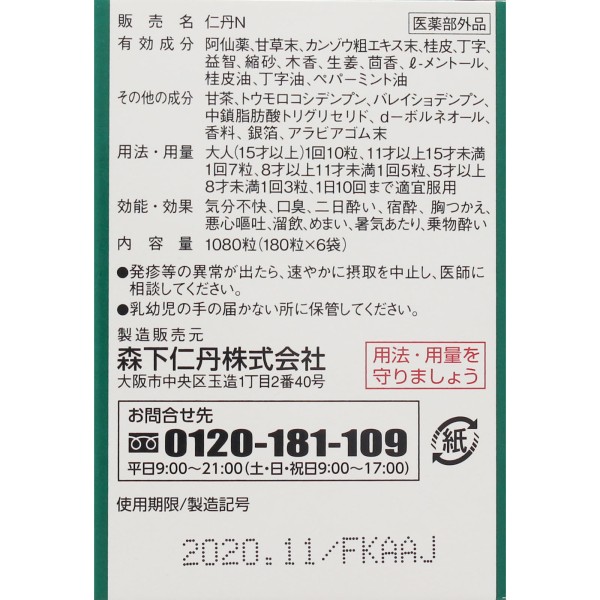 販売名 仁丹N 医薬部外品
有効成分 阿仙薬、甘草末、カンゾウ粗エキス末、桂皮、丁字、
益智、縮砂、木香、生姜、茴香、ℓ-メントール、
桂皮油、丁字油、ペパーミント油
その他の成分 甘茶、トウモロコシデンプン、バレイショデンプン、
中鎖脂肪酸トリグリセリド、d-ボルネオール、
香料、銀箔、アラビアゴム末
用法・用量 大人(15才以上)1回10粒、11才以上15才未満
1回7粒、8才以上11才未満1回5粒、5才以上
8才未満1回3粒、1日10回まで適宜服用
効能・効果 気分不快、口臭、二日酔い、宿酔、胸つかえ、
悪心嘔吐、溜飲、めまい、暑気あたり、乗物酔い
内容量 1080粒(180粒×6袋)
●発疹等の異常が出たら、速やかに摂取を中止し、医師に
相談してください。
●乳幼児の手の届かない所に保管してください。
製造販売元
森下仁丹株式会社
大阪市中央区玉造1丁目2番40号
用法・用量を
守りましょう
お問合せ先
0120-181-109
平日9:00~21:00(土・日・祝日9:00~17:00)
紙
使用期限/製造記号
2020.11/FKAAJ